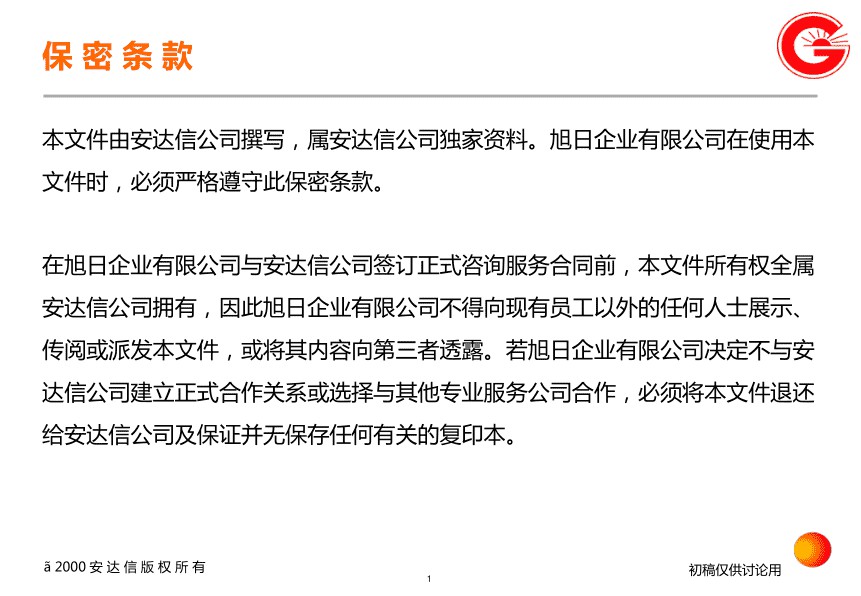 保密条款
本文件由安达信公司撰写，属安达信公司独家资料。旭日企业有限公司在使用本
文件时，必须严格遵守此保密条款。
在旭日企业有限公司与安达信公司签订正式咨询服务合同前，本文件所有权全属
安达信公司拥有，因此旭日企业有限公司不得向现有员工以外的任何人士展示、
传阅或派发本文件，或将其内容向第三者透露。若旭日企业有限公司决定不与安
达信公司建立正式合作关系或选择与其他专业服务公司合作，必须将本文件退还
给安达信公司及保证并无保存任何有关的复印本。
ã 2000 安达信版权所有
1
初稿仅供讨论用